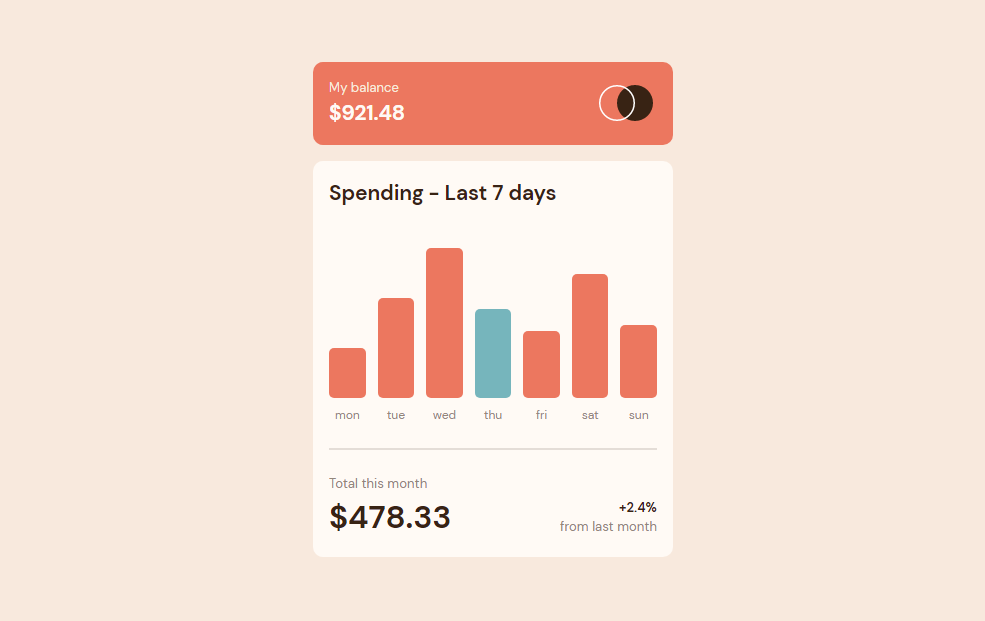 My balance
$921.48
Spending - Last 7 days
mon tue wed thu fri sat sun
Total this month
$478.33
+2.4%
from last month